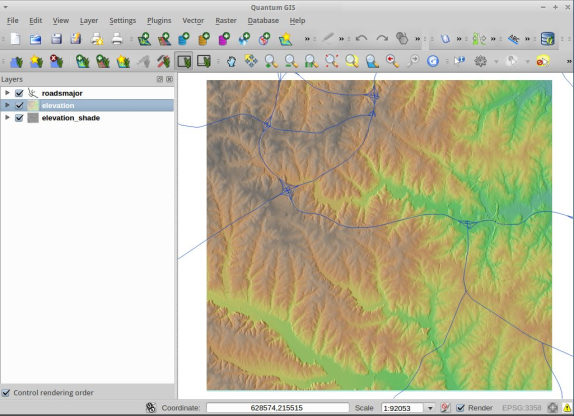 Quantum GIS
File Edit View Layer Settings Plugins Vector Raster Database Help
Layers
roadsmajor
elevation
elevation_shade
Control rendering order
Coordinate: 628574,215515 Scale 1:92053 Render EPSG:3358